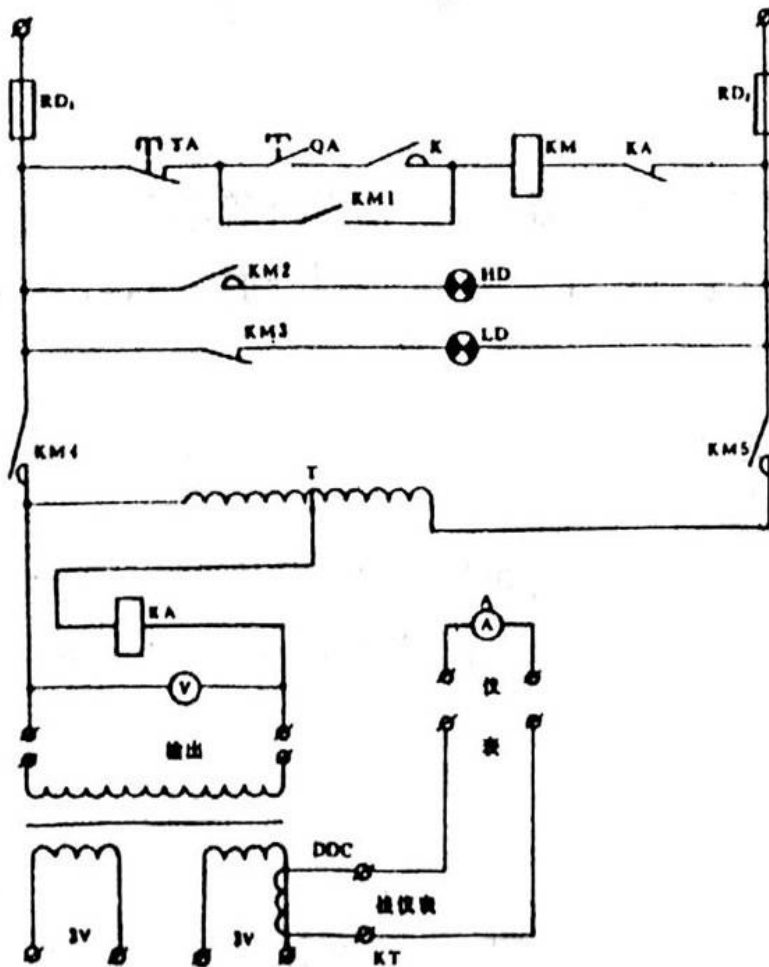 RD₁ RD₂
TA QA K KM KA
KM1
KM2 HD
KM3 LD
KM4 KM5
T
KA A
A
V 仪
输出 表
DDC
接仪表
3V 3V KT